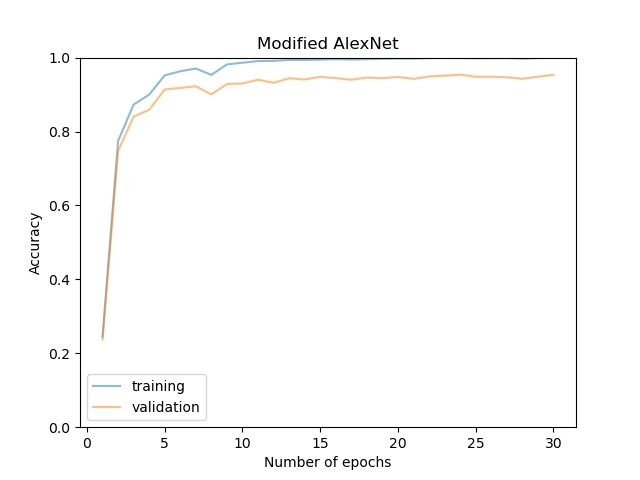 Modified AlexNet
1.0
0.8
0.6
0.4
0.2
0.0
Accuracy
training
validation
0 5 10 15 20 25 30
Number of epochs